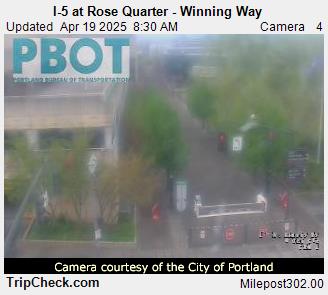 I-5 at Rose Quarter - Winning Way
Updated Apr 19 2025 8:30 AM Camera 4
PBOT
PORTLAND BUREAU OF TRANSPORTATION
Camera courtesy of the City of Portland
TripCheck.com Milepost302.00